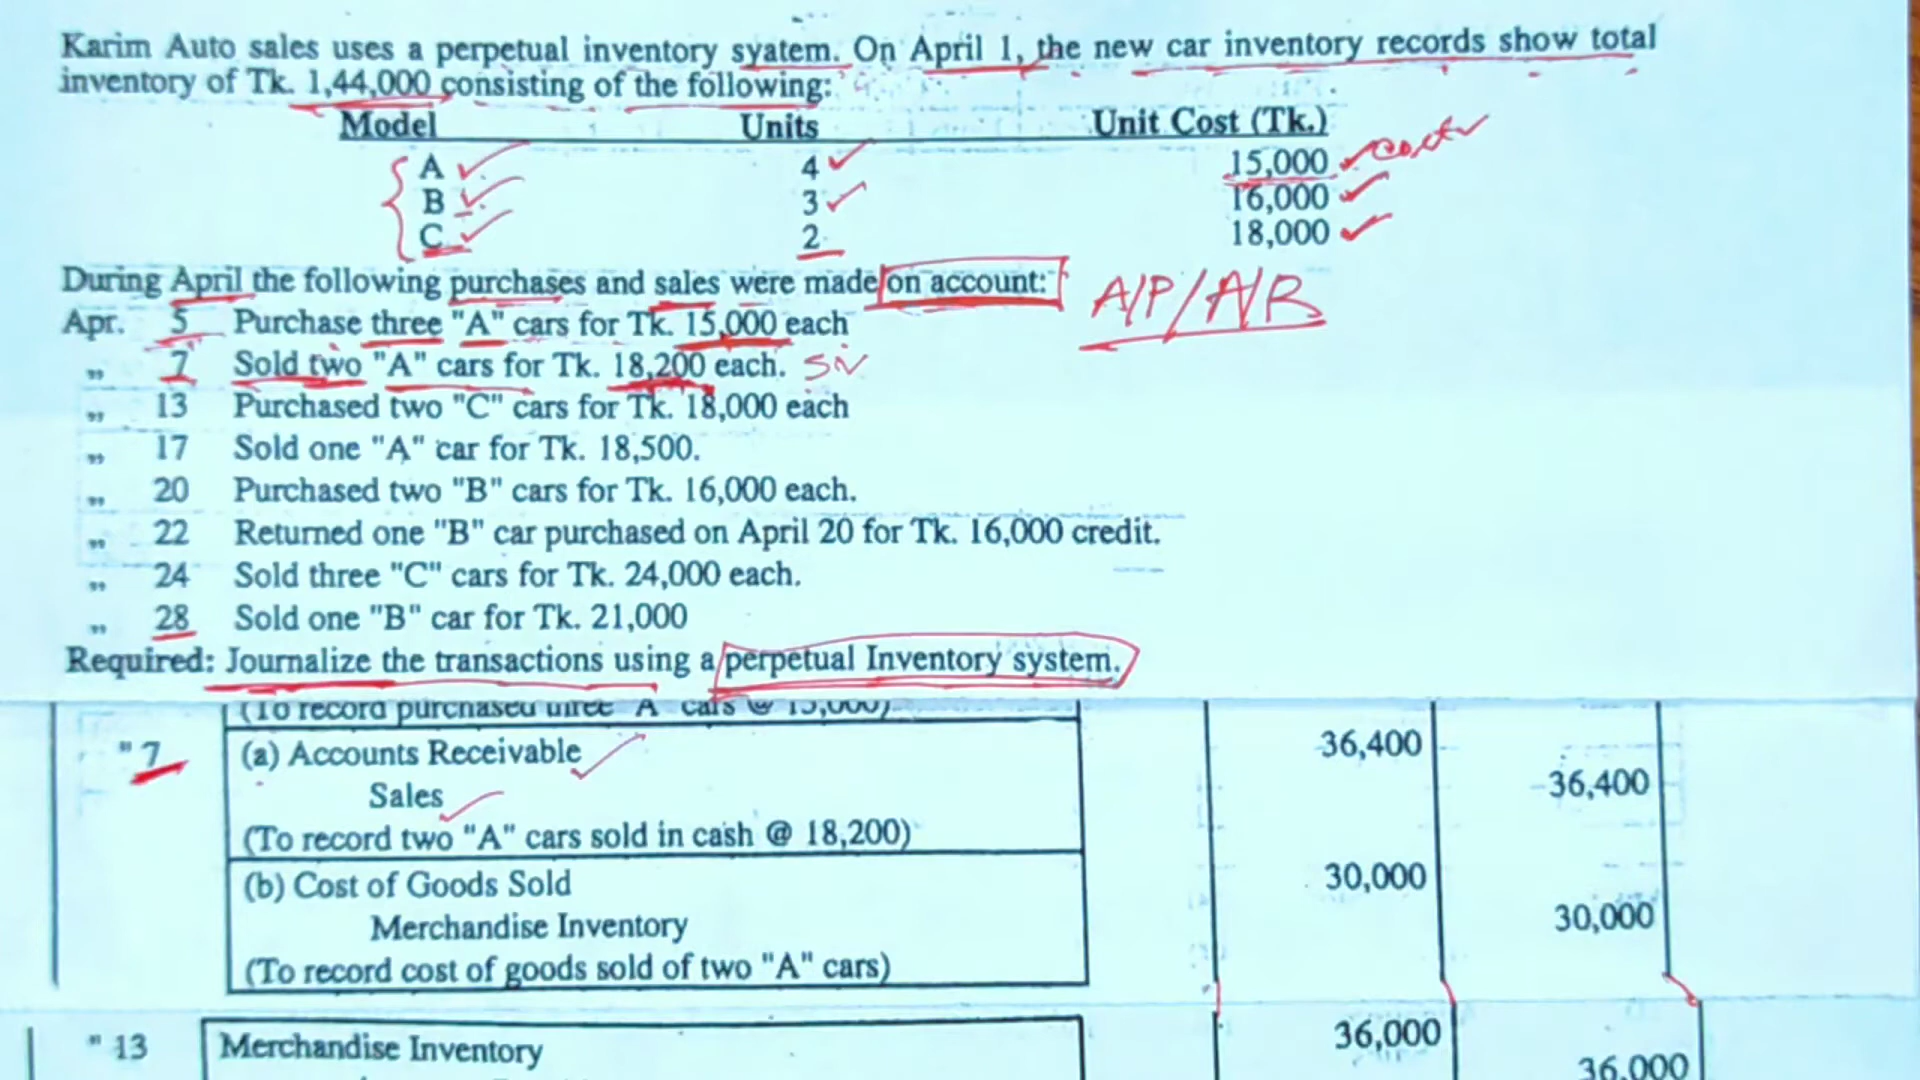 Karim Auto sales uses a perpetual inventory syatem. On April 1, the new car inventory records show total
inventory of Tk. 1,44,000 consisting of the following:
Model Units Unit Cost (Tk.)
A 4 15,000 cost
B 3 16,000
C 2 18,000
During April the following purchases and sales were made on account: A/P/A/R
Apr. 5 Purchase three "A" cars for Tk. 15,000 each
" 7 Sold two "A" cars for Tk. 18,200 each.
" 13 Purchased two "C" cars for Tk. 18,000 each
" 17 Sold one "A" car for Tk. 18,500.
" 20 Purchased two "B" cars for Tk. 16,000 each.
" 22 Returned one "B" car purchased on April 20 for Tk. 16,000 credit.
" 24 Sold three "C" cars for Tk. 24,000 each.
" 28 Sold one "B" car for Tk. 21,000
Required: Journalize the transactions using a perpetual Inventory system.
(To record purchased three "A" cars @ 15,000)
" 7 (a) Accounts Receivable 36,400
Sales 36,400
(To record two "A" cars sold in cash @ 18,200)
(b) Cost of Goods Sold 30,000
Merchandise Inventory 30,000
(To record cost of goods sold of two "A" cars)
" 13 Merchandise Inventory 36,000
36,000